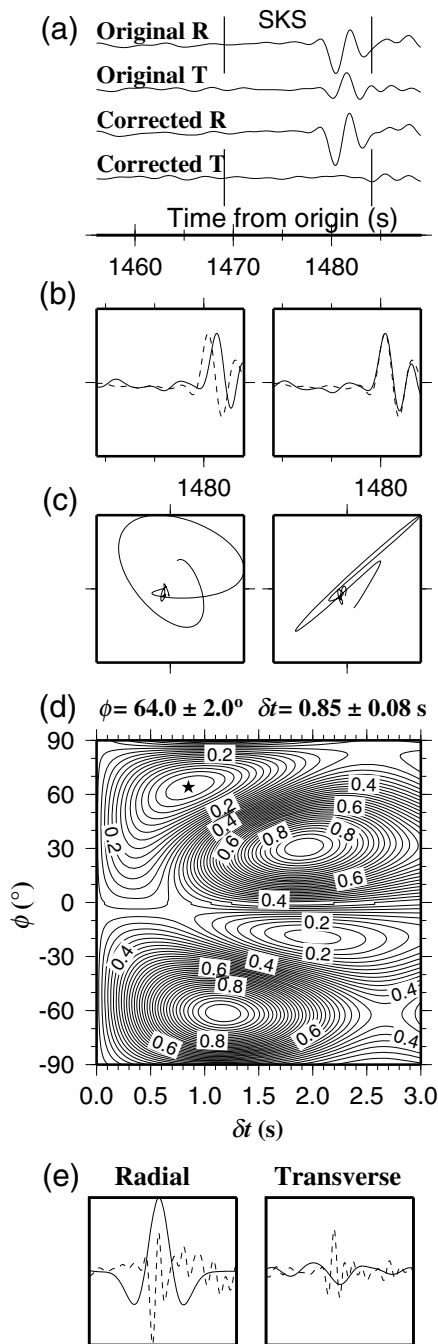 (a)
SKS
Original R
Original T
Corrected R
Corrected T
Time from origin (s)
1460 1470 1480
(b)
1480 1480
(c)
(d) ϕ= 64.0 ± 2.0° δt= 0.85 ± 0.08 s
90
60
30
0
-30
-60
-90
ϕ (°)
0.2
0.4
0.2
0.6
0.4
0.8
0.8
0.2
0.6
0.6
0.4
0.2
0.4
0.6
0.4
0.2
0.8
0.4
0.6
0.6
0.8
0.4
0.0 0.5 1.0 1.5 2.0 2.5 3.0
δt (s)
(e) Radial Transverse